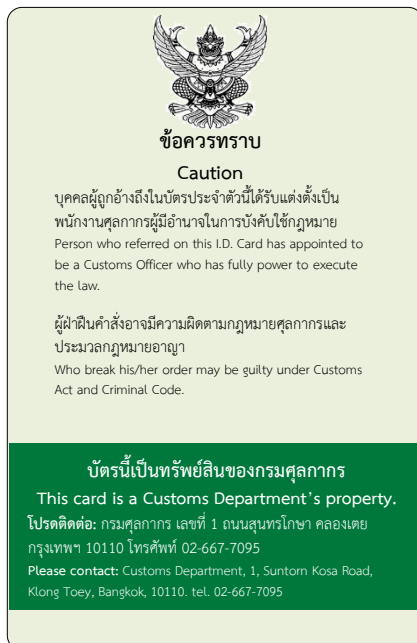 ข้อควรทราบ
Caution
บุคคลผู้ถูกอ้างถึงในบัตรประจำตัวนี้ได้รับแต่งตั้งเป็น
พนักงานศุลกากรผู้มีอำนาจในการบังคับใช้กฎหมาย
Person who referred on this I.D. Card has appointed to
be a Customs Officer who has fully power to execute
the law.
ผู้ฝ่าฝืนคำสั่งอาจมีความผิดตามกฎหมายศุลกากรและ
ประมวลกฎหมายอาญา
Who break his/her order may be guilty under Customs
Act and Criminal Code.
บัตรนี้เป็นทรัพย์สินของกรมศุลกากร
This card is a Customs Department's property.
โปรดติดต่อ: กรมศุลกากร เลขที่ 1 ถนนสุนทรโกษา คลองเตย
กรุงเทพฯ 10110 โทรศัพท์ 02-667-7095
Please contact: Customs Department, 1, Suntorn Kosa Road,
Klong Toey, Bangkok, 10110. tel. 02-667-7095